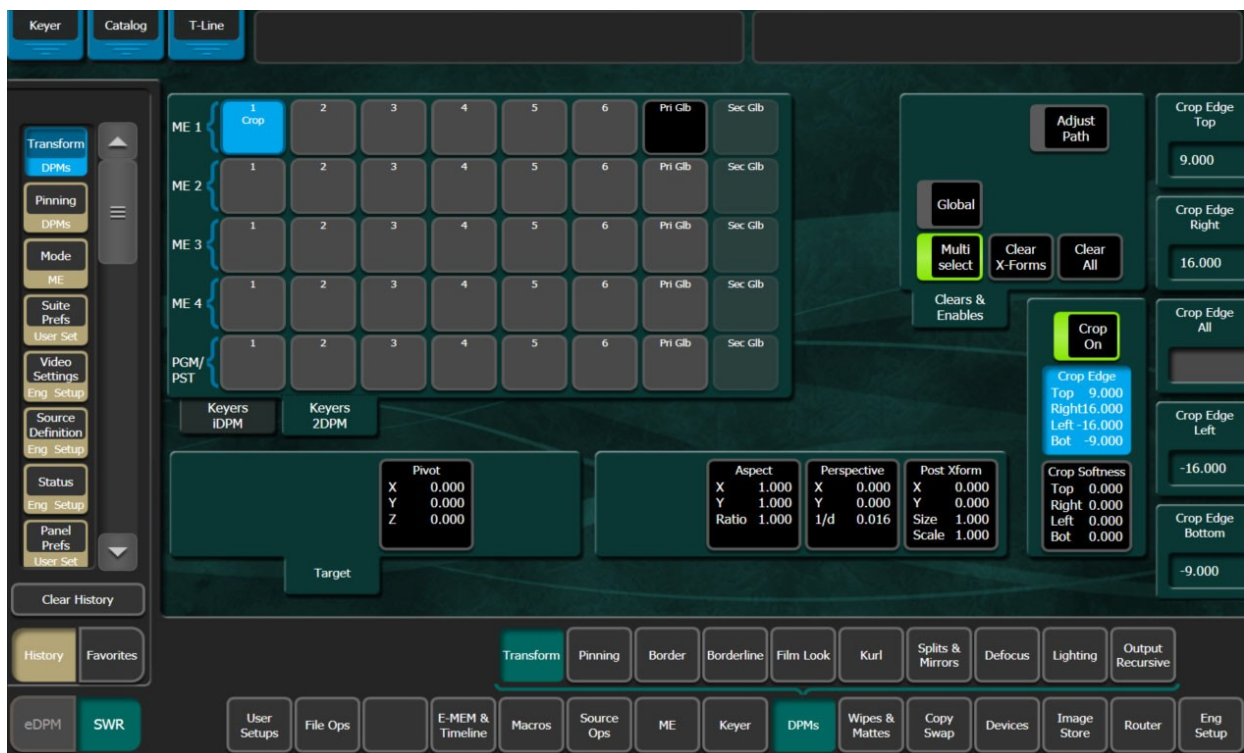 Keyer
Catalog
T-Line
Transform
DPMs
Pinning
DPMs
Mode
ME
Suite
Prefs
User Set
Video
Settings
Eng Setup
Source
Definition
Eng Setup
Status
Eng Setup
Panel
Prefs
User Set
Clear History
History
Favorites
eDPM
SWR
ME 1
1
Crop
2
3
4
5
6
Pri Glb
Sec Glb
ME 2
1
2
3
4
5
6
Pri Glb
Sec Glb
ME 3
1
2
3
4
5
6
Pri Glb
Sec Glb
ME 4
1
2
3
4
5
6
Pri Glb
Sec Glb
PGM/
PST
1
2
3
4
5
6
Pri Glb
Sec Glb
Keyers
iDPM
Keyers
2DPM
Adjust
Path
Global
Multi
select
Clear
X-Forms
Clear
All
Clears &
Enables
Crop
On
Crop Edge
Top 9.000
Right16.000
Left -16.000
Bot -9.000
Crop Softness
Top 0.000
Right 0.000
Left 0.000
Bot 0.000
Pivot
X 0.000
Y 0.000
Z 0.000
Target
Aspect
X 1.000
Y 1.000
Ratio 1.000
Perspective
X 0.000
Y 0.000
1/d 0.016
Post Xform
X 0.000
Y 0.000
Size 1.000
Scale 1.000
Crop Edge
Top
9.000
Crop Edge
Right
16.000
Crop Edge
All
Crop Edge
Left
-16.000
Crop Edge
Bottom
-9.000
Transform
Pinning
Border
Borderline
Film Look
Kurl
Splits &
Mirrors
Defocus
Lighting
Output
Recursive
User
Setups
File Ops
E-MEM &
Timeline
Macros
Source
Ops
ME
Keyer
DPMs
Wipes &
Mattes
Copy
Swap
Devices
Image
Store
Router
Eng
Setup